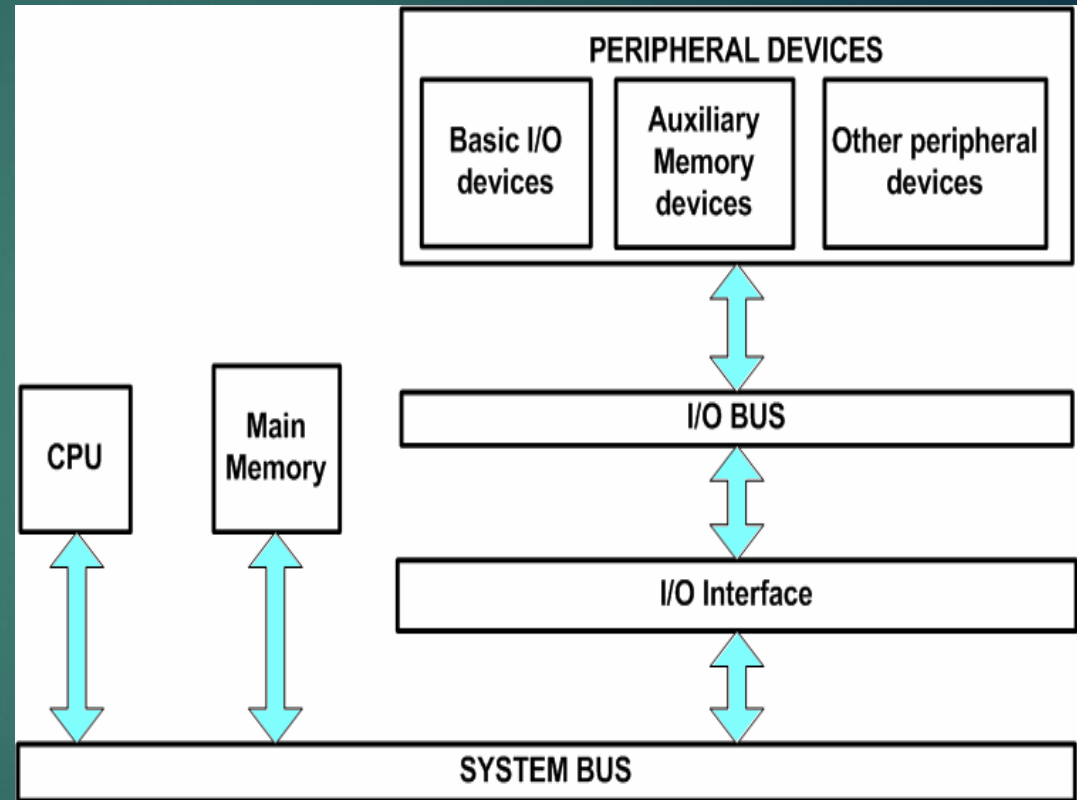 PERIPHERAL DEVICES
Basic I/O
devices
Auxiliary
Memory
devices
Other peripheral
devices
I/O BUS
CPU
Main
Memory
I/O Interface
SYSTEM BUS